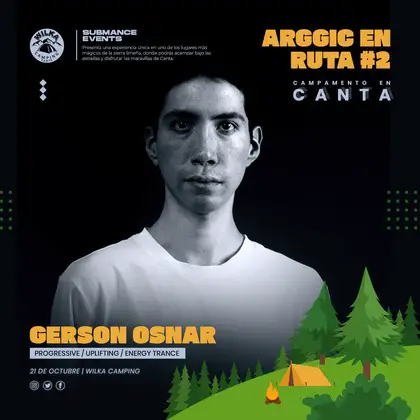 WILKA
CAMPING
SUBMANCE
EVENTS
Presenta una experiencia única en uno de los lugares más
mágicos de la sierra limeña, donde podrás acampar bajo las
estrellas y disfrutar las maravillas de Canta.
ARGGIC EN
RUTA #2
CAMPAMENTO EN
CANTA
GERSON OSNAR
PROGRESSIVE / UPLIFTING / ENERGY TRANCE
21 DE OCTUBRE | WILKA CAMPING